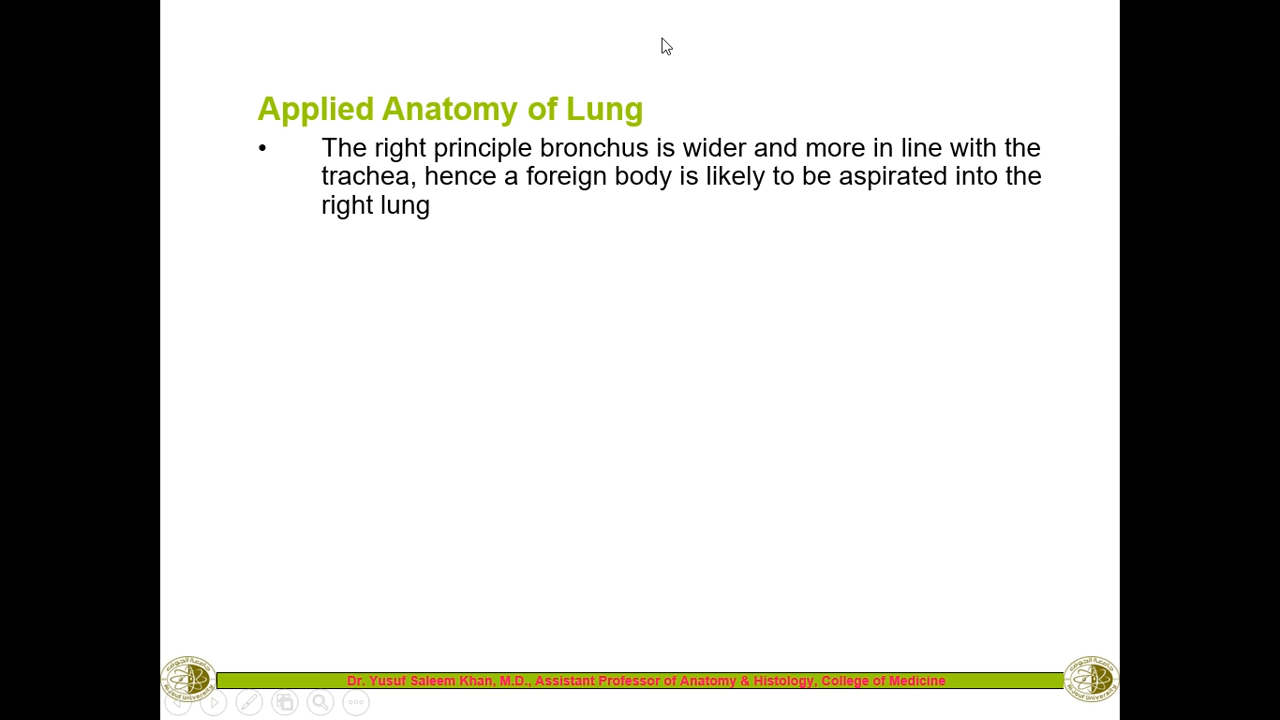 Applied Anatomy of Lung
• The right principle bronchus is wider and more in line with the
trachea, hence a foreign body is likely to be aspirated into the
right lung
Dr. Yusuf Saleem Khan, M.D., Assistant Professor of Anatomy & Histology, College of Medicine